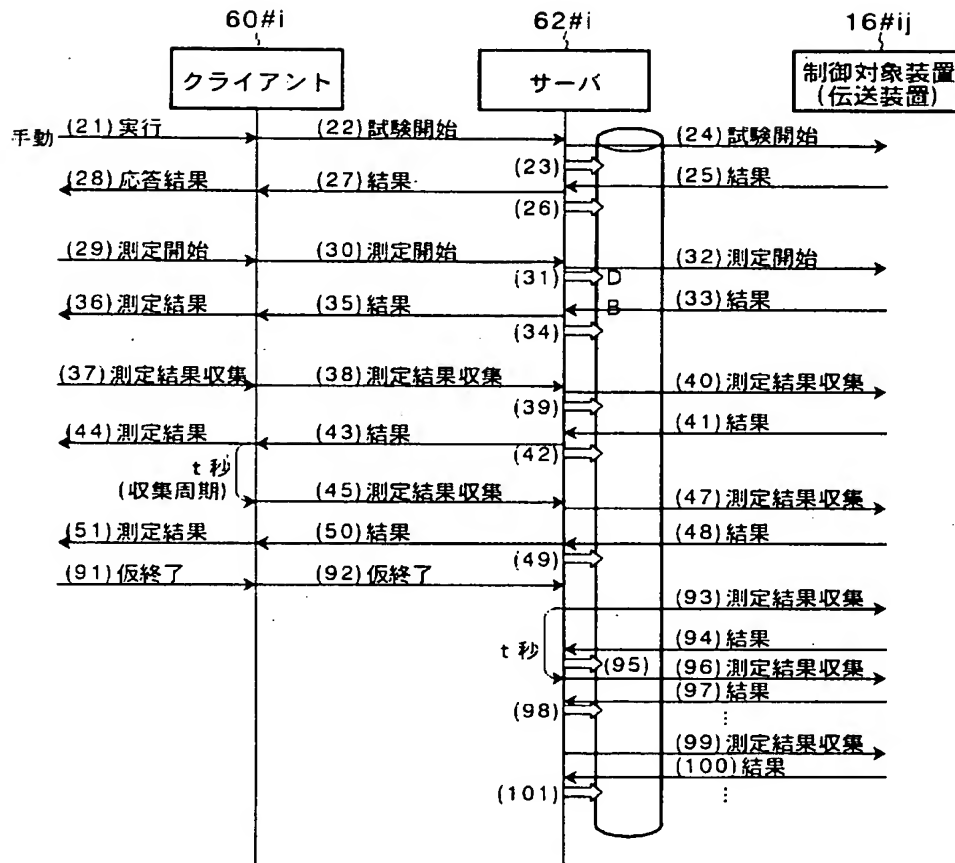 60#i 62#i 16#ij
クライアント サーバ 制御対象装置
(伝送装置)
手動 (21)実行 (22)試験開始 (24)試験開始
(23)
(28)応答結果 (27)結果 (25)結果
(26)
(29)測定開始 (30)測定開始 (32)測定開始
(31) D
(36)測定結果 (35)結果 B (33)結果
(34)
(37)測定結果収集 (38)測定結果収集 (40)測定結果収集
(39)
(44)測定結果 (43)結果 (41)結果
(42)
t秒
(収集周期) (45)測定結果収集 (47)測定結果収集
(51)測定結果 (50)結果 (48)結果
(49)
(91)仮終了 (92)仮終了
(93)測定結果収集
t秒 (94)結果
(95) (96)測定結果収集
(97)結果
(98) …
(99)測定結果収集
(100)結果
(101) …